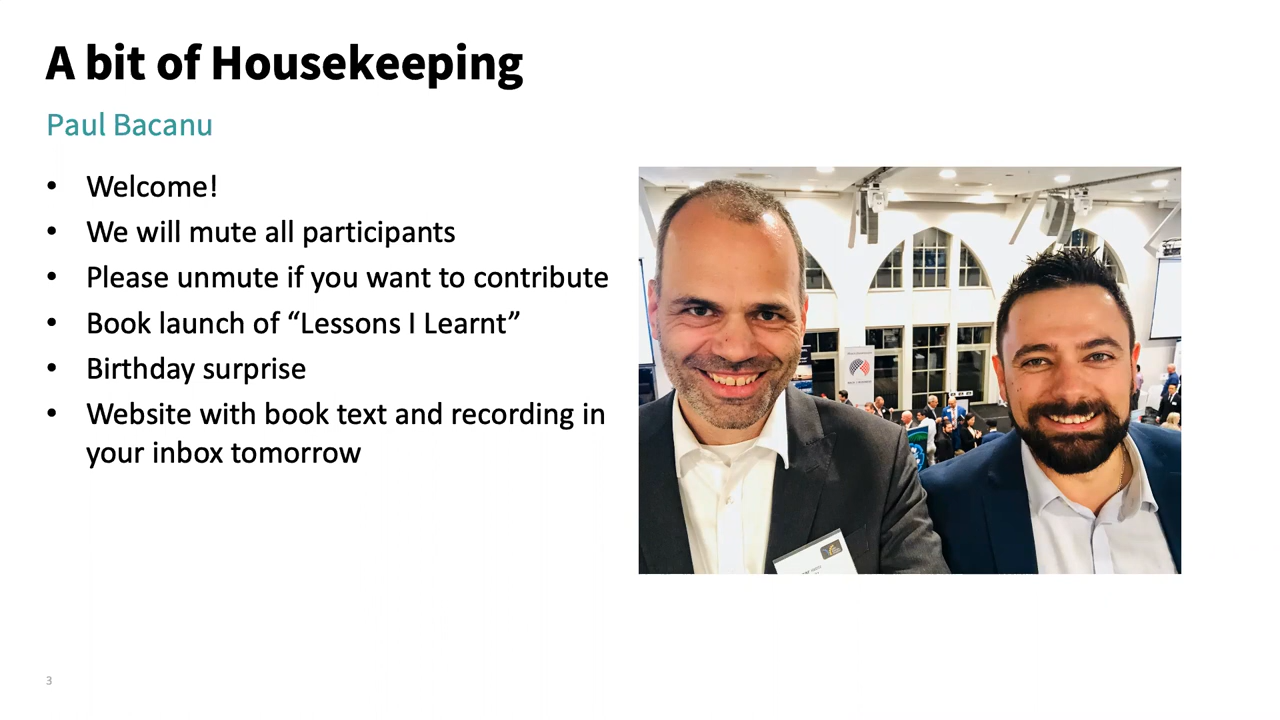 A bit of Housekeeping
Paul Bacanu
• Welcome!
• We will mute all participants
• Please unmute if you want to contribute
• Book launch of “Lessons I Learnt”
• Birthday surprise
• Website with book text and recording in
your inbox tomorrow
3